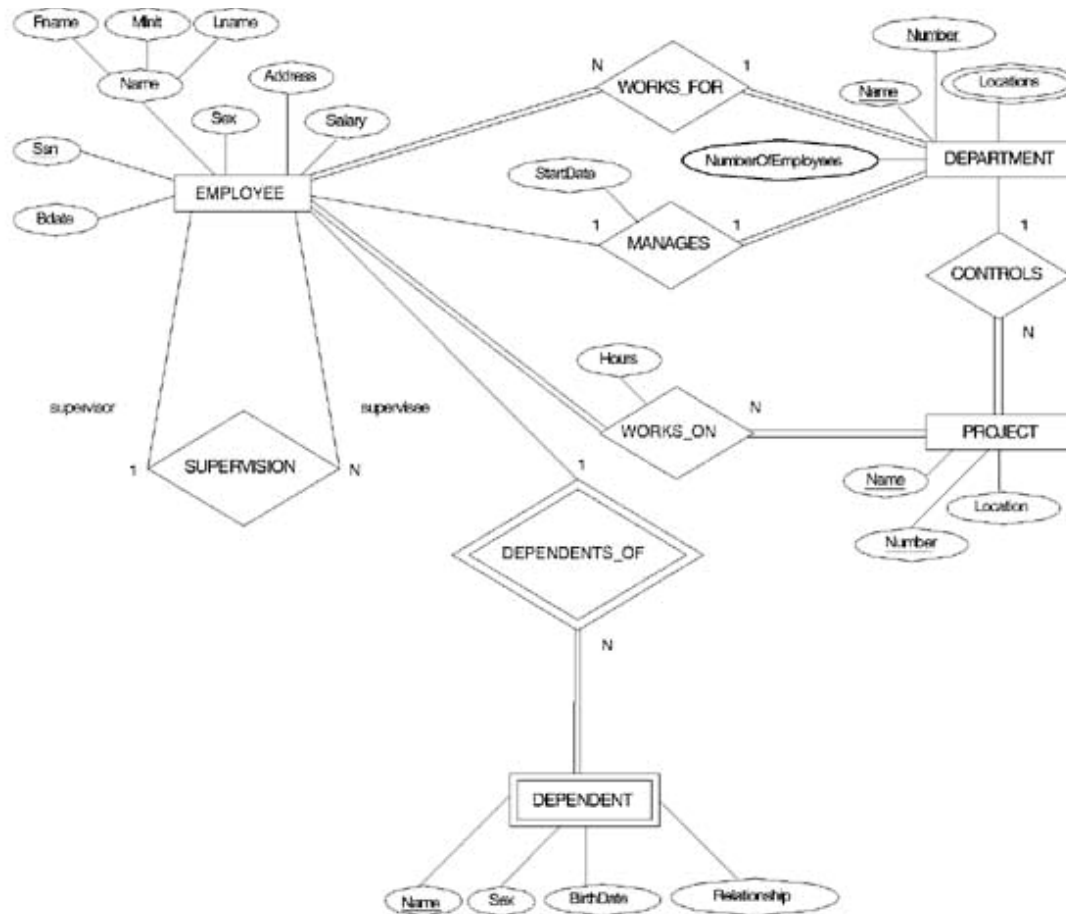 Fname
Minit
Lname
Number
Name
Address
N
WORKS_FOR
1
Name
Locations
Sex
Salary
Ssn
NumberOfEmployees
DEPARTMENT
StartDate
EMPLOYEE
Bdate
1
MANAGES
1
1
CONTROLS
N
Hours
supervisor
supervisee
N
WORKS_ON
PROJECT
1
SUPERVISION
N
1
Name
Location
Number
DEPENDENTS_OF
N
DEPENDENT
Name
Sex
BirthDate
Relationship